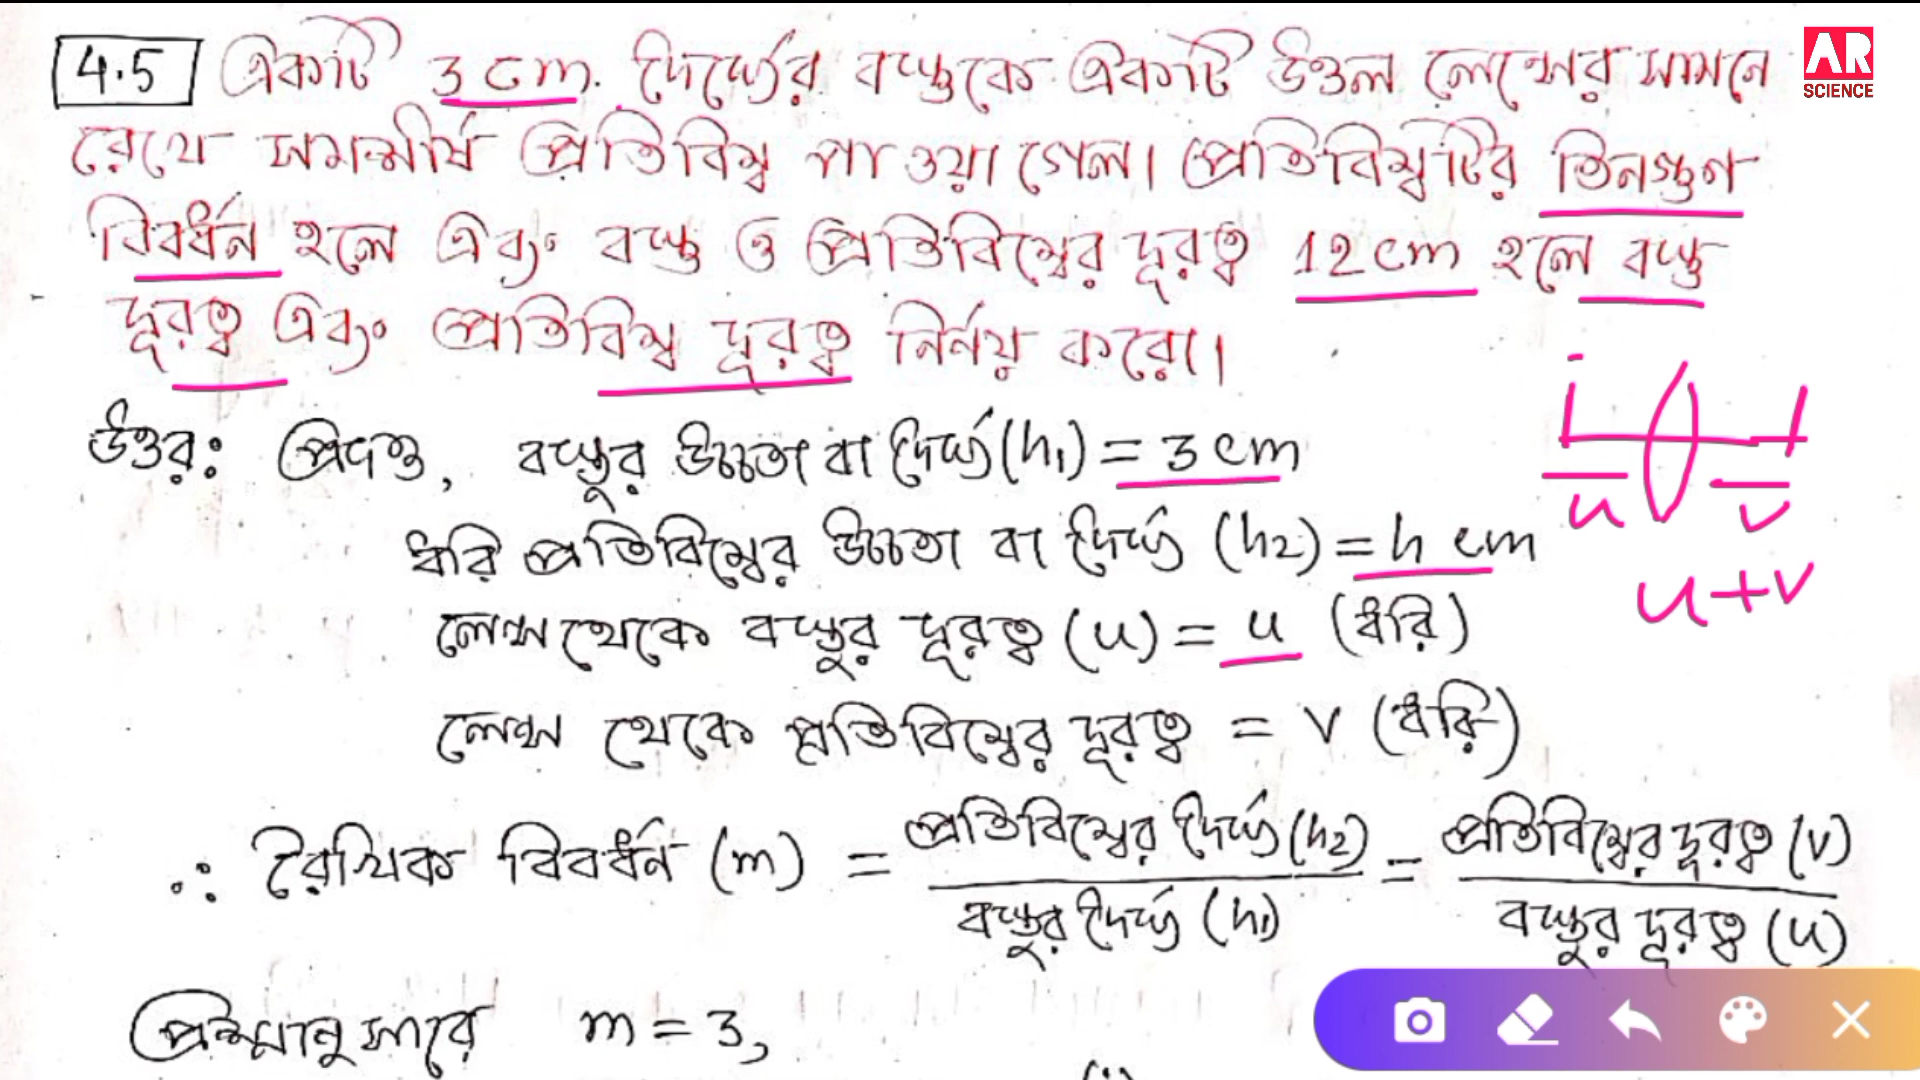 AR
SCIENCE
4.5 একটি 3 cm. দৈর্ঘ্যের বস্তুকে একটি উত্তল লেন্সের সামনে
রেখে সমশীর্ষ প্রতিবিম্ব পাওয়া গেল। প্রতিবিম্বটির তিনগুণ
বিবর্ধন হলে এবং বস্তু ও প্রতিবিম্বের দূরত্ব 12 cm হলে বস্তু
দূরত্ব এবং প্রতিবিম্ব দূরত্ব নির্ণয় করো।
উত্তর: প্রদত্ত, বস্তুর উচ্চতা বা দৈর্ঘ্য (h₁) = 3 cm
ধরি প্রতিবিম্বের উচ্চতা বা দৈর্ঘ্য (h₂) = h cm
লেন্স থেকে বস্তুর দূরত্ব (u) = u (ধরি)
লেন্স থেকে প্রতিবিম্বের দূরত্ব = v (ধরি)
u v
u+v
∴ রৈখিক বিবর্ধন (m) = প্রতিবিম্বের দৈর্ঘ্য (h₂) / বস্তুর দৈর্ঘ্য (h₁) = প্রতিবিম্বের দূরত্ব (v) / বস্তুর দূরত্ব (u)
প্রশ্নানুসারে m = 3,